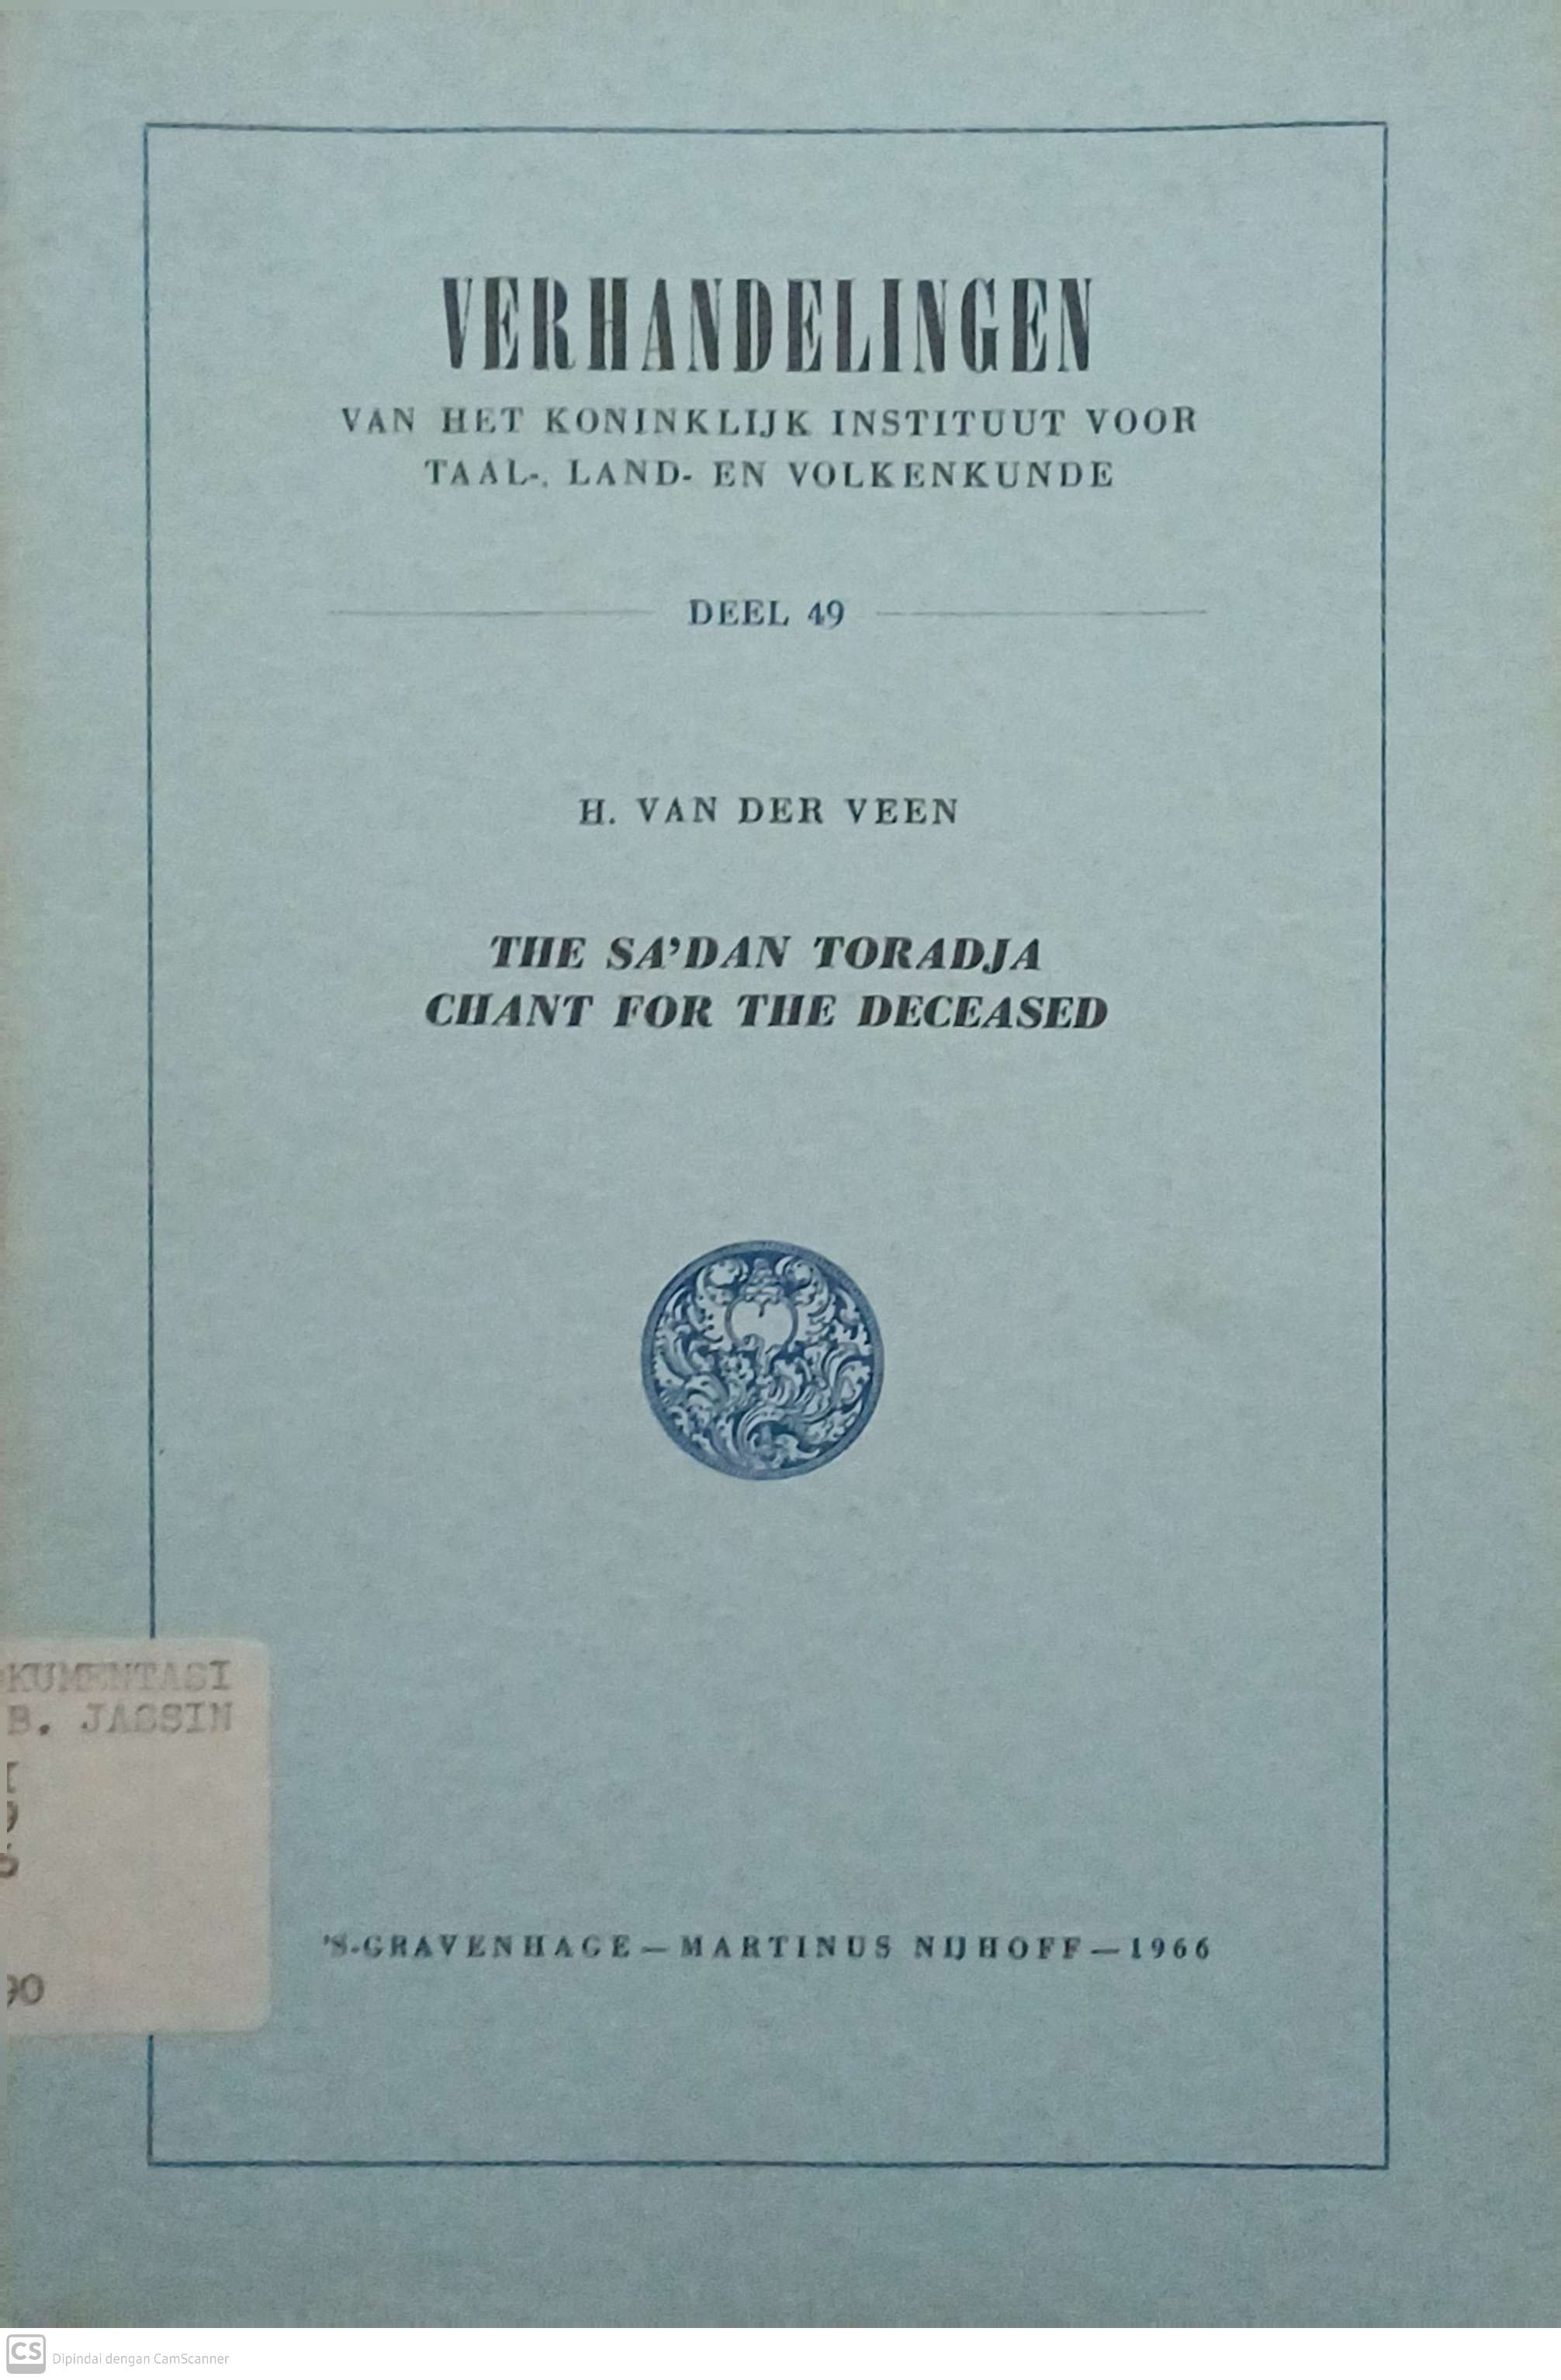 VERHANDELINGEN
VAN HET KONINKLIJK INSTITUUT VOOR
TAAL-, LAND- EN VOLKENKUNDE
DEEL 49
H. VAN DER VEEN
THE SA'DAN TORADJA
CHANT FOR THE DECEASED
KUMENTASI
B. JASSIN
90
'S-GRAVENHAGE — MARTINUS NIJHOFF — 1966
CS Dipindai dengan CamScanner